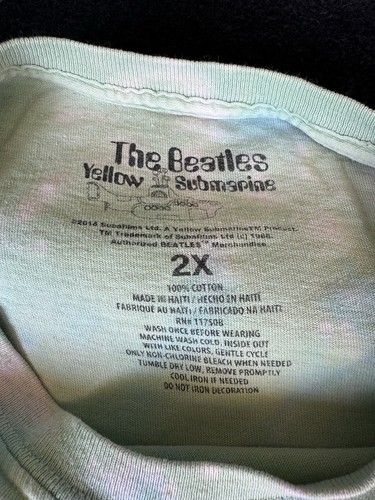 The Beatles
Yellow Submarine
©2016 Subafilms Ltd. A Yellow Submarine™ Product.
TM Trademark of Subafilms Ltd (c) 1968.
Authorized BEATLES™ Merchandise.
2X
100% COTTON
MADE IN HAITI / HECHO EN HAITI
FABRIQUÉ AU HAITI / FABRICADO NA HAITI
RN# 117508
WASH ONCE BEFORE WEARING
MACHINE WASH COLD, INSIDE OUT
WITH LIKE COLORS, GENTLE CYCLE
ONLY NON-CHLORINE BLEACH WHEN NEEDED
TUMBLE DRY LOW, REMOVE PROMPTLY
COOL IRON IF NEEDED
DO NOT IRON DECORATION